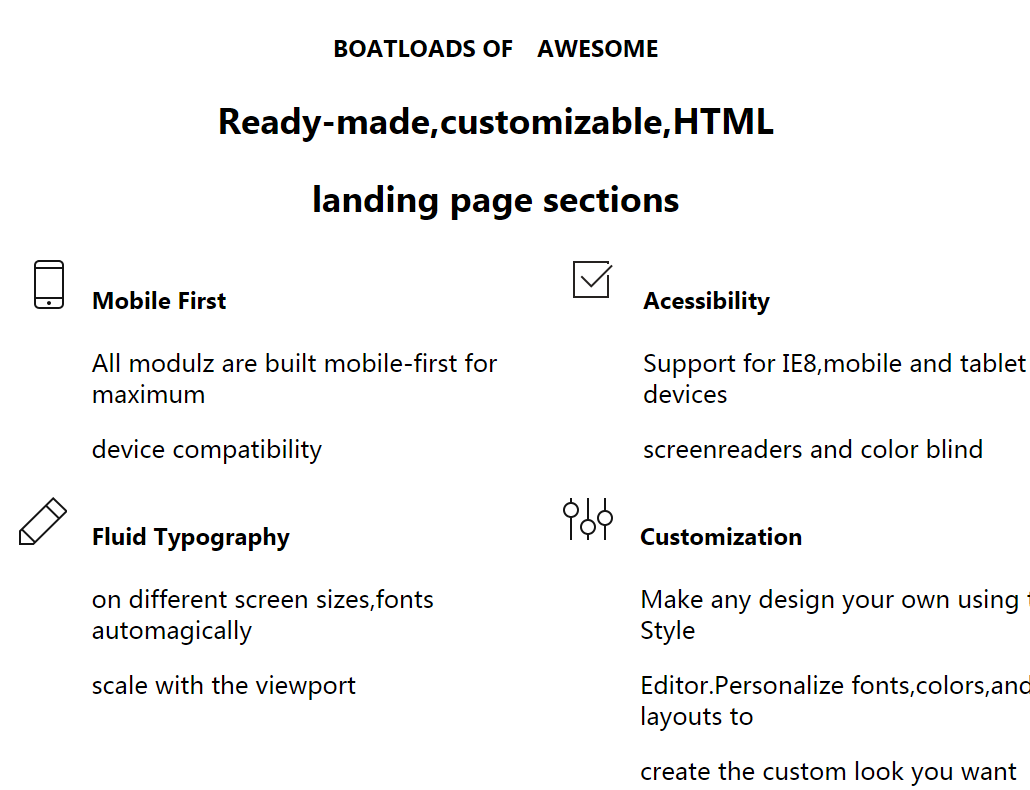 BOATLOADS OF AWESOME
Ready-made,customizable,HTML
landing page sections
Mobile First
All modulz are built mobile-first for
maximum
device compatibility
Acessibility
Support for IE8,mobile and tablet
devices
screenreaders and color blind
Fluid Typography
on different screen sizes,fonts
automagically
scale with the viewport
Customization
Make any design your own using
Style
Editor.Personalize fonts,colors,and
layouts to
create the custom look you want